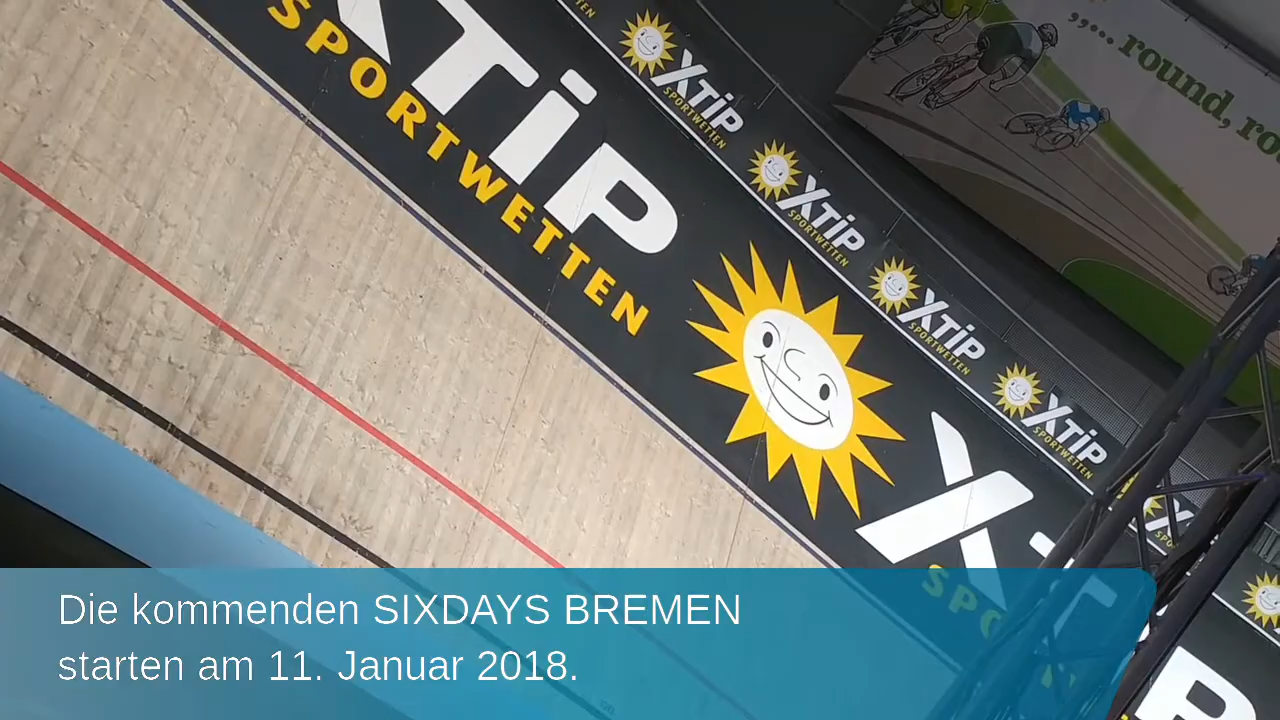 XTiP
SPORTWETTEN
XTiP
SPORTWETTEN
XTiP
SPORTWETTEN
XTiP
SPORTWETTEN
XTiP
SPORTWETTEN
„... round, ro
Die kommenden SIXDAYS BREMEN
starten am 11. Januar 2018.